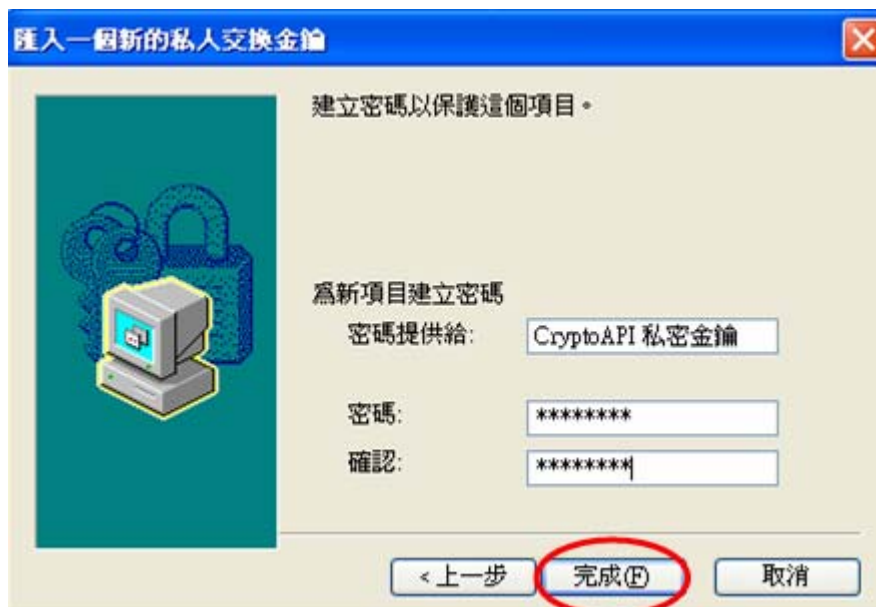 匯入一個新的私人交換金鑰
建立密碼以保護這個項目。
為新項目建立密碼
密碼提供給: CryptoAPI 私密金鑰
密碼: ********
確認: ********
<上一步 完成(F) 取消